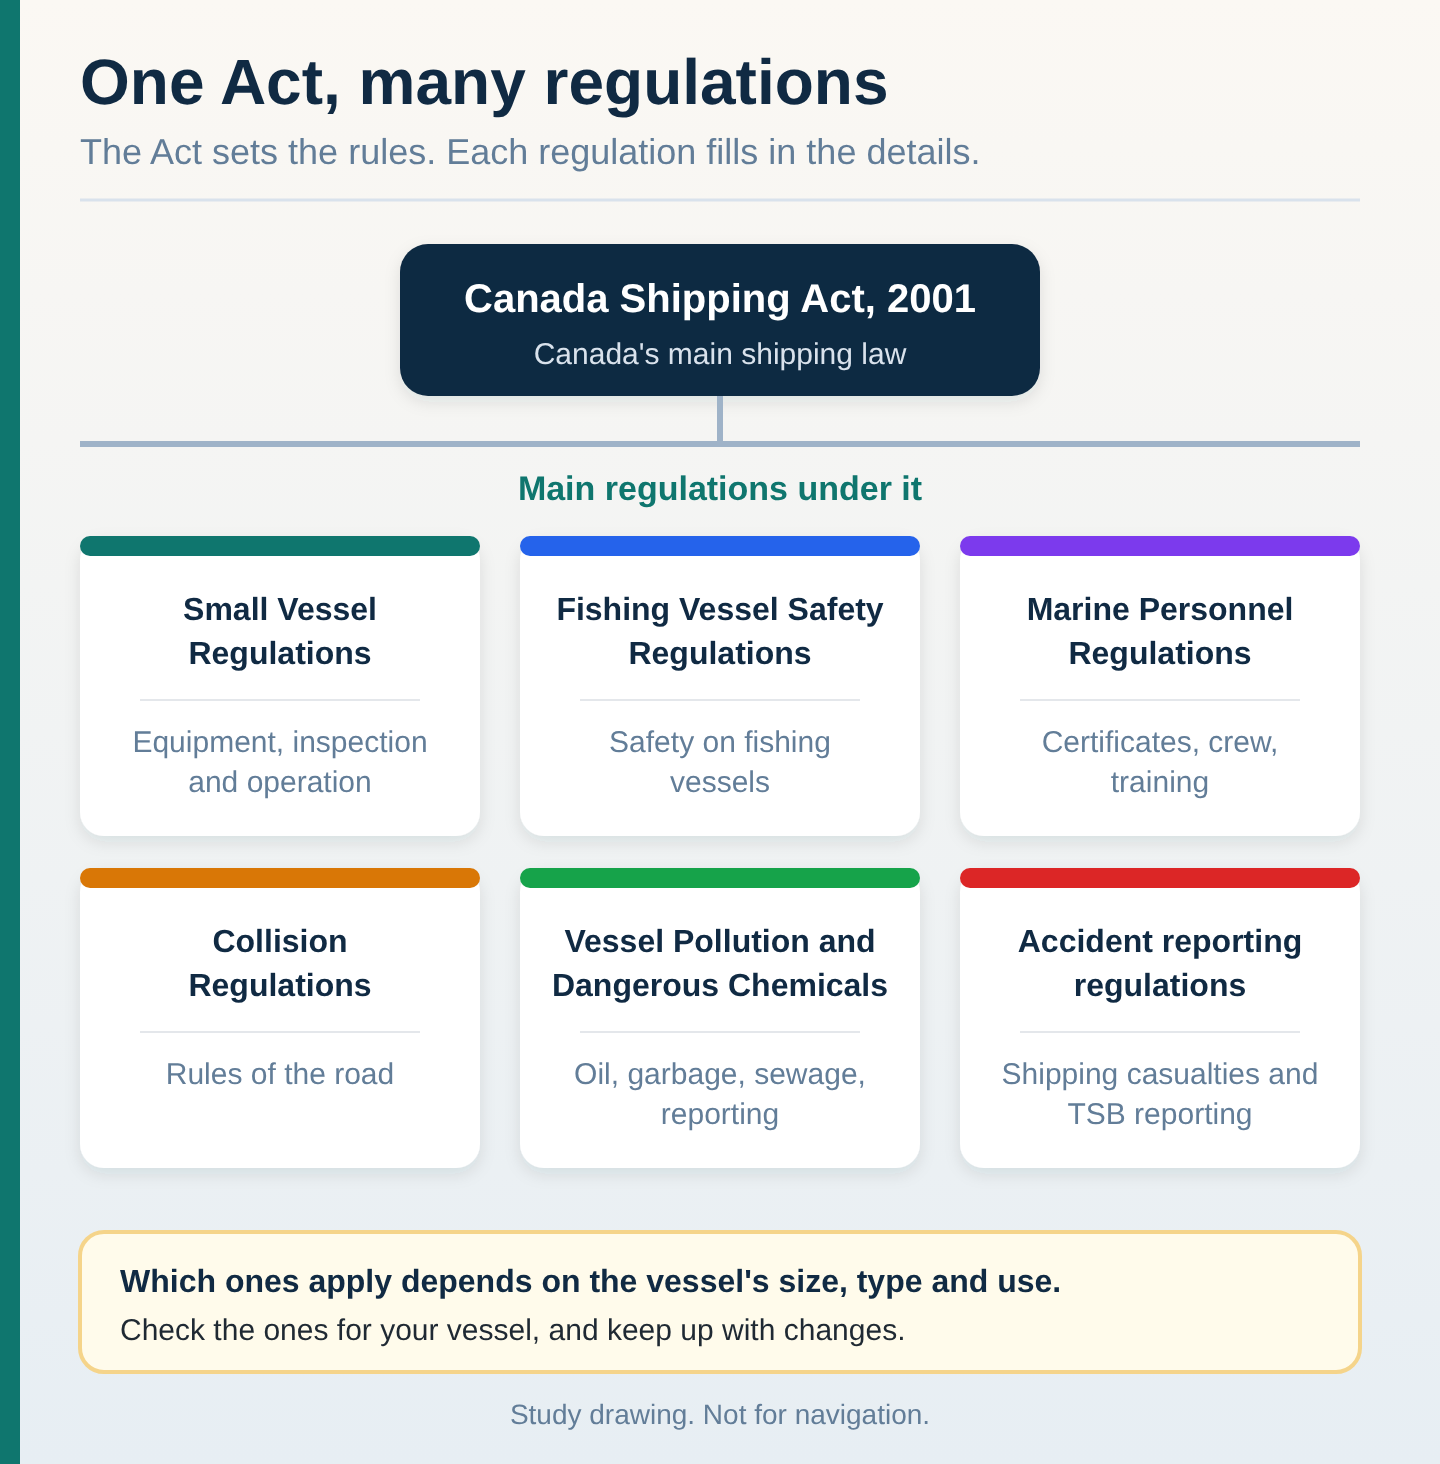 One Act, many regulations
The Act sets the rules. Each regulation fills in the details.
Canada Shipping Act, 2001
Canada's main shipping law
Main regulations under it
Small Vessel
Regulations
Equipment, inspection
and operation
Fishing Vessel Safety
Regulations
Safety on fishing
vessels
Marine Personnel
Regulations
Certificates, crew,
training
Collision
Regulations
Rules of the road
Vessel Pollution and
Dangerous Chemicals
Oil, garbage, sewage,
reporting
Accident reporting
regulations
Shipping casualties and
TSB reporting
Which ones apply depends on the vessel's size, type and use.
Check the ones for your vessel, and keep up with changes.
Study drawing. Not for navigation.